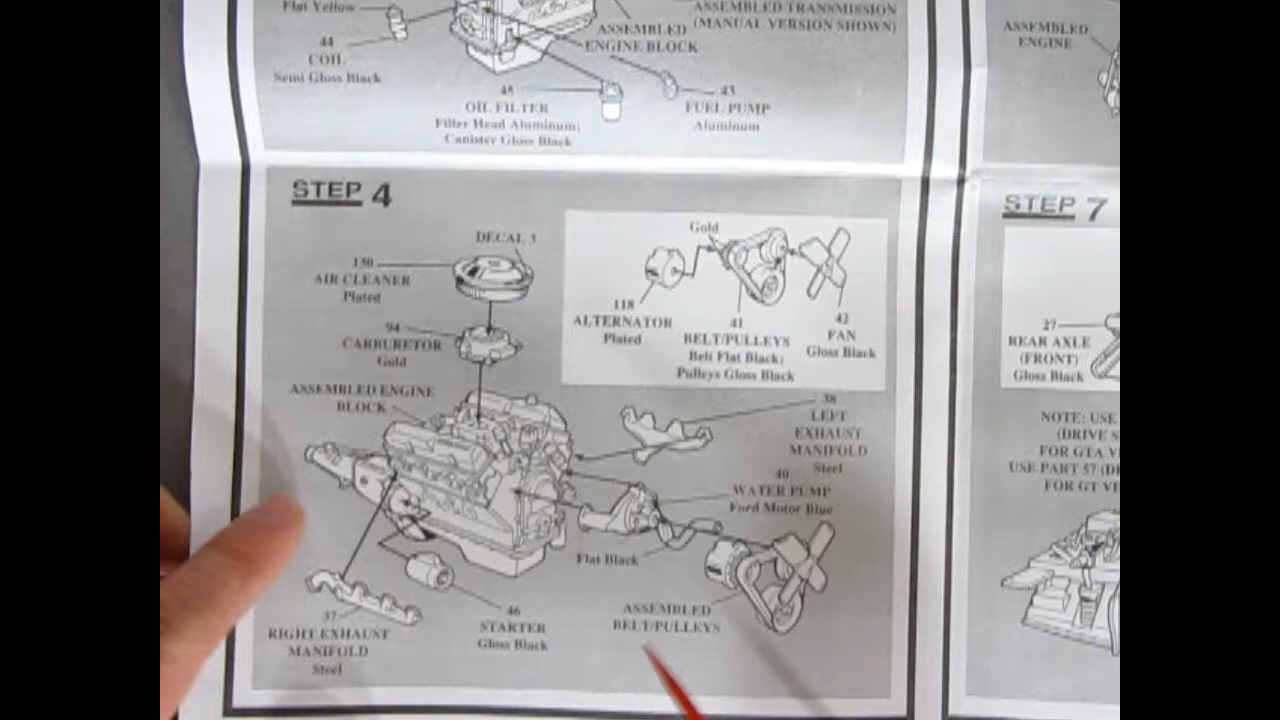 Flat Yellow
44
COIL
Semi Gloss Black
ASSEMBLED
ENGINE BLOCK
ASSEMBLED TRANSMISSION
(MANUAL VERSION SHOWN)
45
OIL FILTER
Filter Head Aluminum;
Canister Gloss Black
43
FUEL PUMP
Aluminum
ASSEMBLED
ENGINE
STEP 4
DECAL 3
130
AIR CLEANER
Plated
94
CARBURETOR
Gold
ASSEMBLED ENGINE
BLOCK
Gold
118
ALTERNATOR
Plated
41
BELT/PULLEYS
Belt Flat Black;
Pulleys Gloss Black
42
FAN
Gloss Black
38
LEFT
EXHAUST
MANIFOLD
Steel
40
WATER PUMP
Ford Motor Blue
Flat Black
37
RIGHT EXHAUST
MANIFOLD
Steel
46
STARTER
Gloss Black
ASSEMBLED
BELT/PULLEYS
STEP 7
27
REAR AXLE
(FRONT)
Gloss Black
NOTE: USE
(DRIVE S
FOR GTA VE
USE PART 57 (D
FOR GT VE